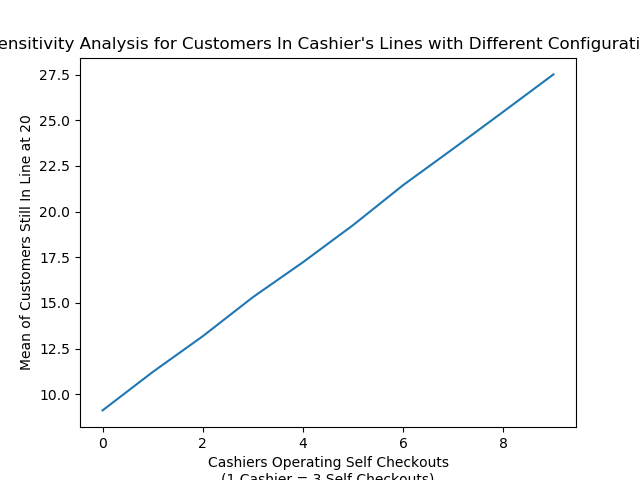 ensitivity Analysis for Customers In Cashier's Lines with Different Configurati
27.5
25.0
22.5
20.0
17.5
15.0
12.5
10.0
Mean of Customers Still In Line at 20
0 2 4 6 8
Cashiers Operating Self Checkouts
(1 Cashier = 3 Self Checkouts)